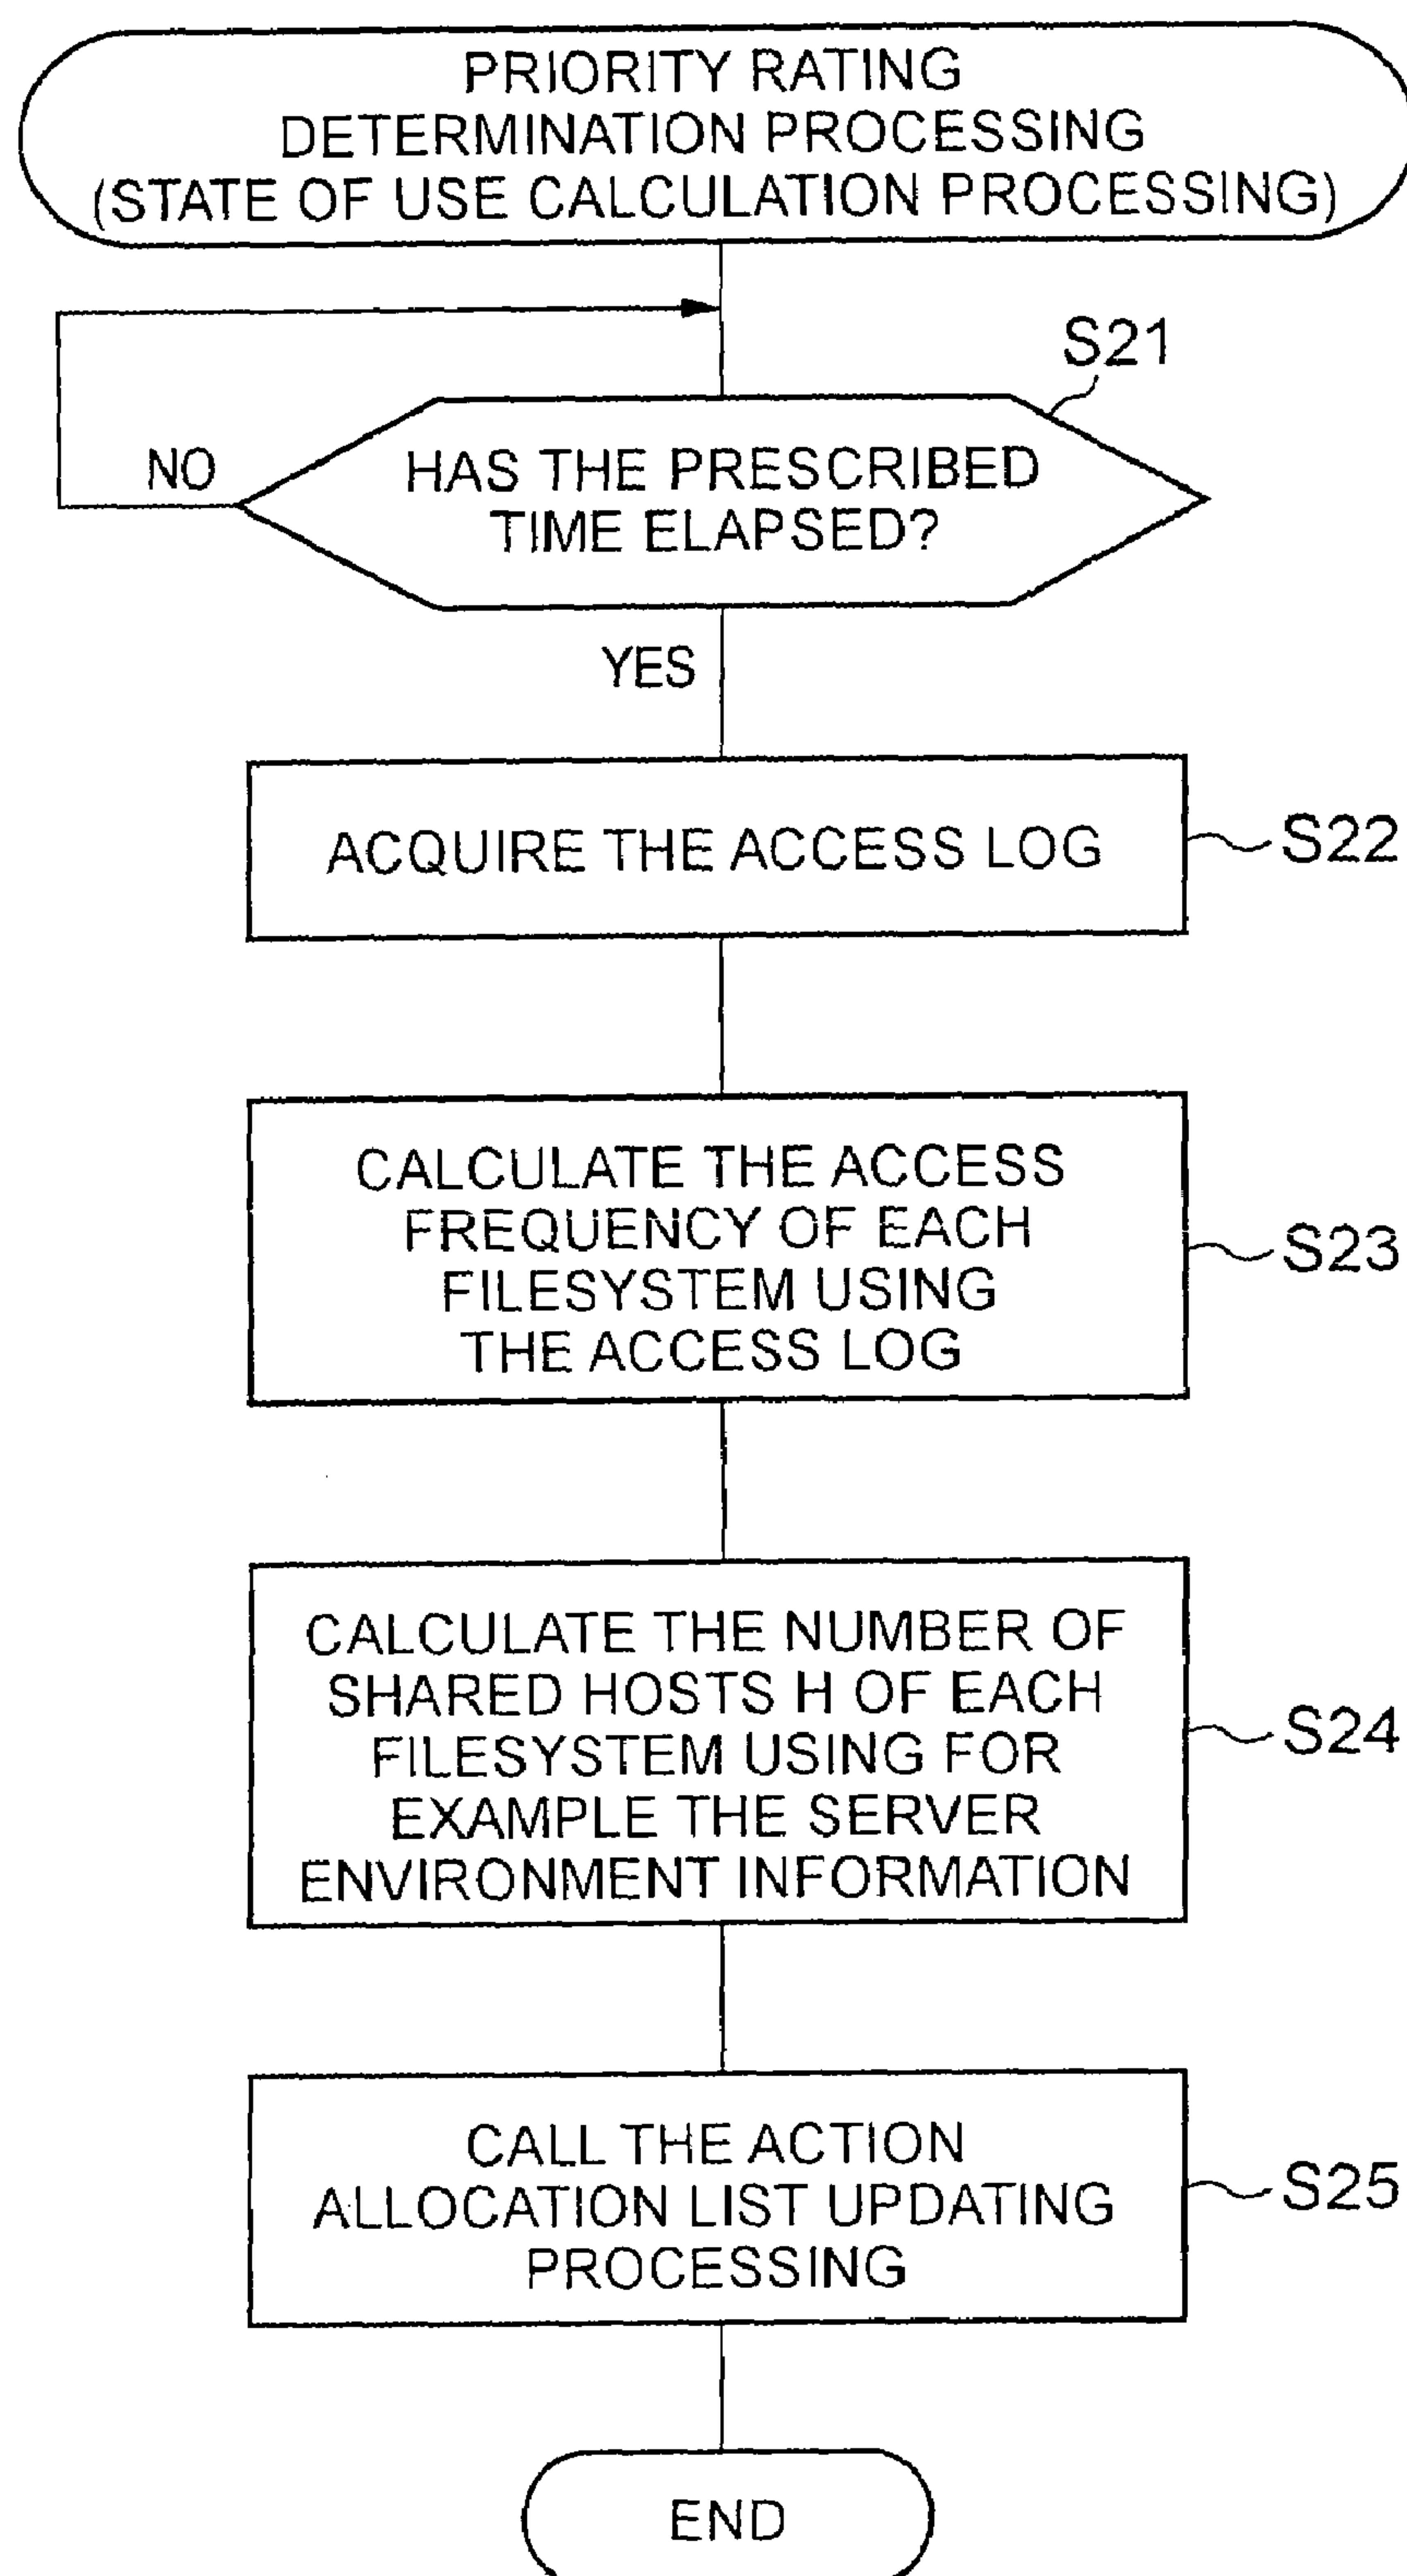 PRIORITY RATING
DETERMINATION PROCESSING
(STATE OF USE CALCULATION PROCESSING)
S21
NO
HAS THE PRESCRIBED
TIME ELAPSED?
YES
ACQUIRE THE ACCESS LOG
S22
CALCULATE THE ACCESS
FREQUENCY OF EACH
FILESYSTEM USING
THE ACCESS LOG
S23
CALCULATE THE NUMBER OF
SHARED HOSTS H OF EACH
FILESYSTEM USING FOR
EXAMPLE THE SERVER
ENVIRONMENT INFORMATION
S24
CALL THE ACTION
ALLOCATION LIST UPDATING
PROCESSING
S25
END